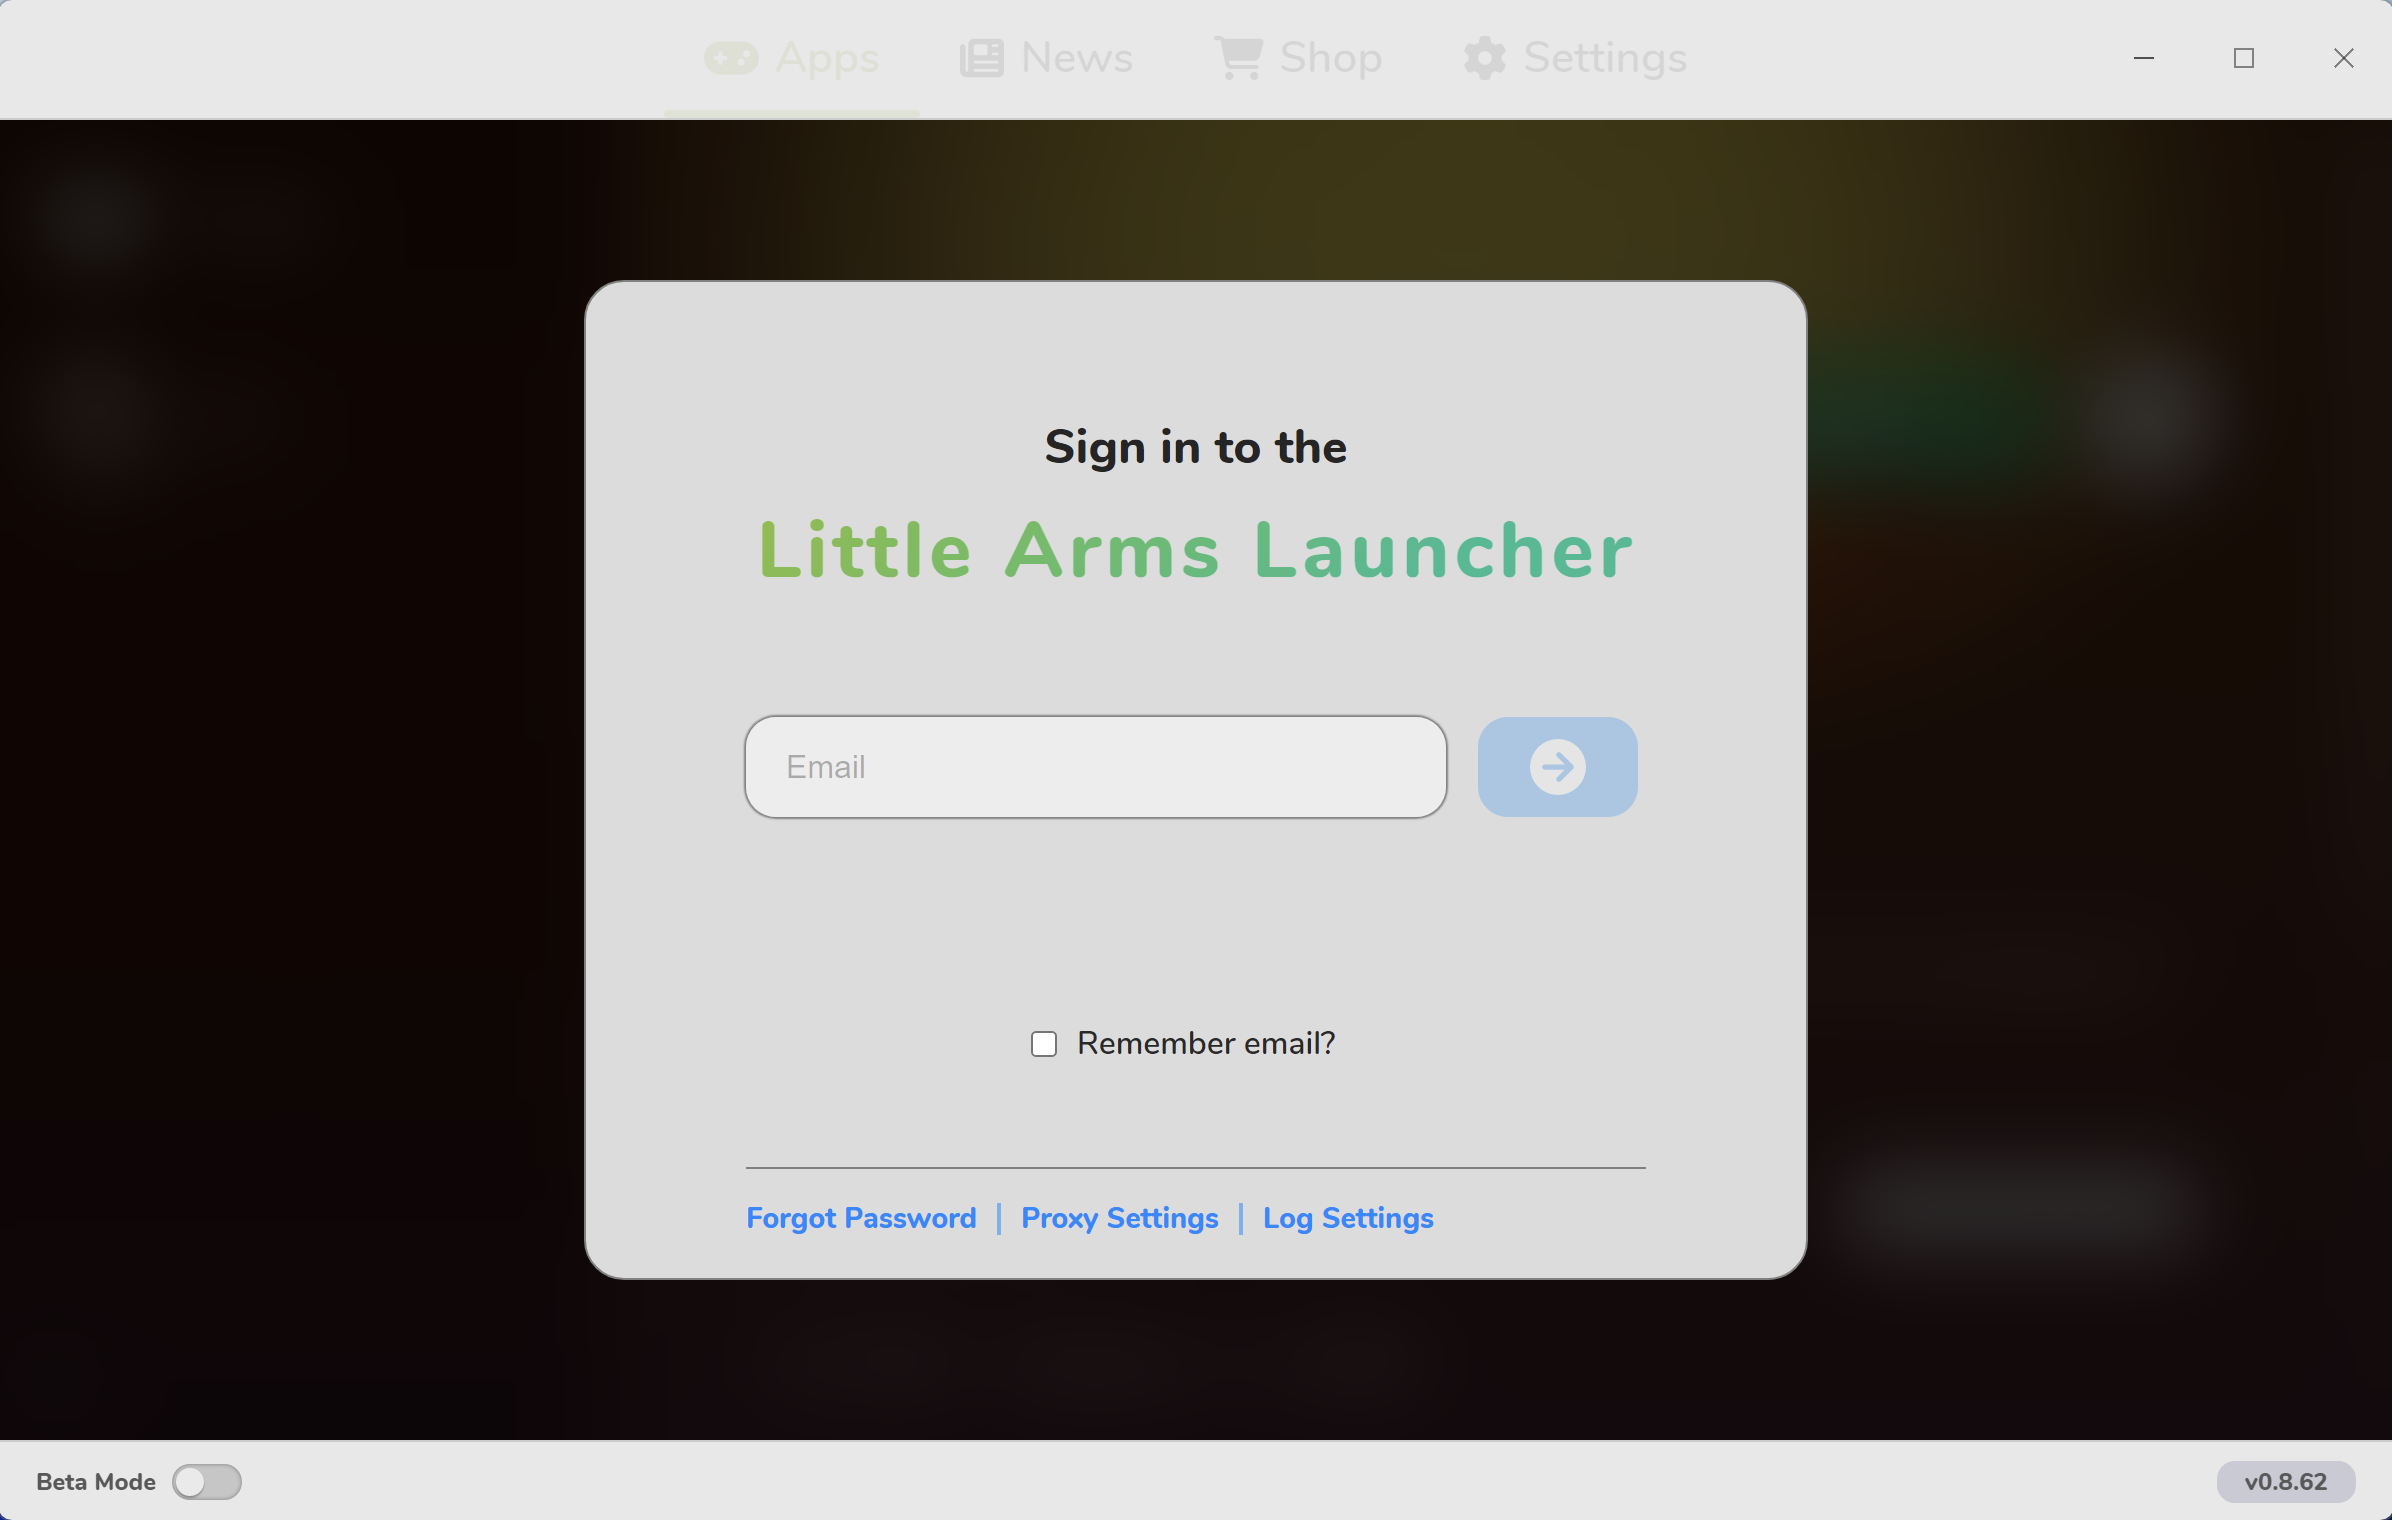 Apps News Shop Settings
Sign in to the
Little Arms Launcher
Email
Remember email?
Forgot Password | Proxy Settings | Log Settings
Beta Mode
v0.8.62